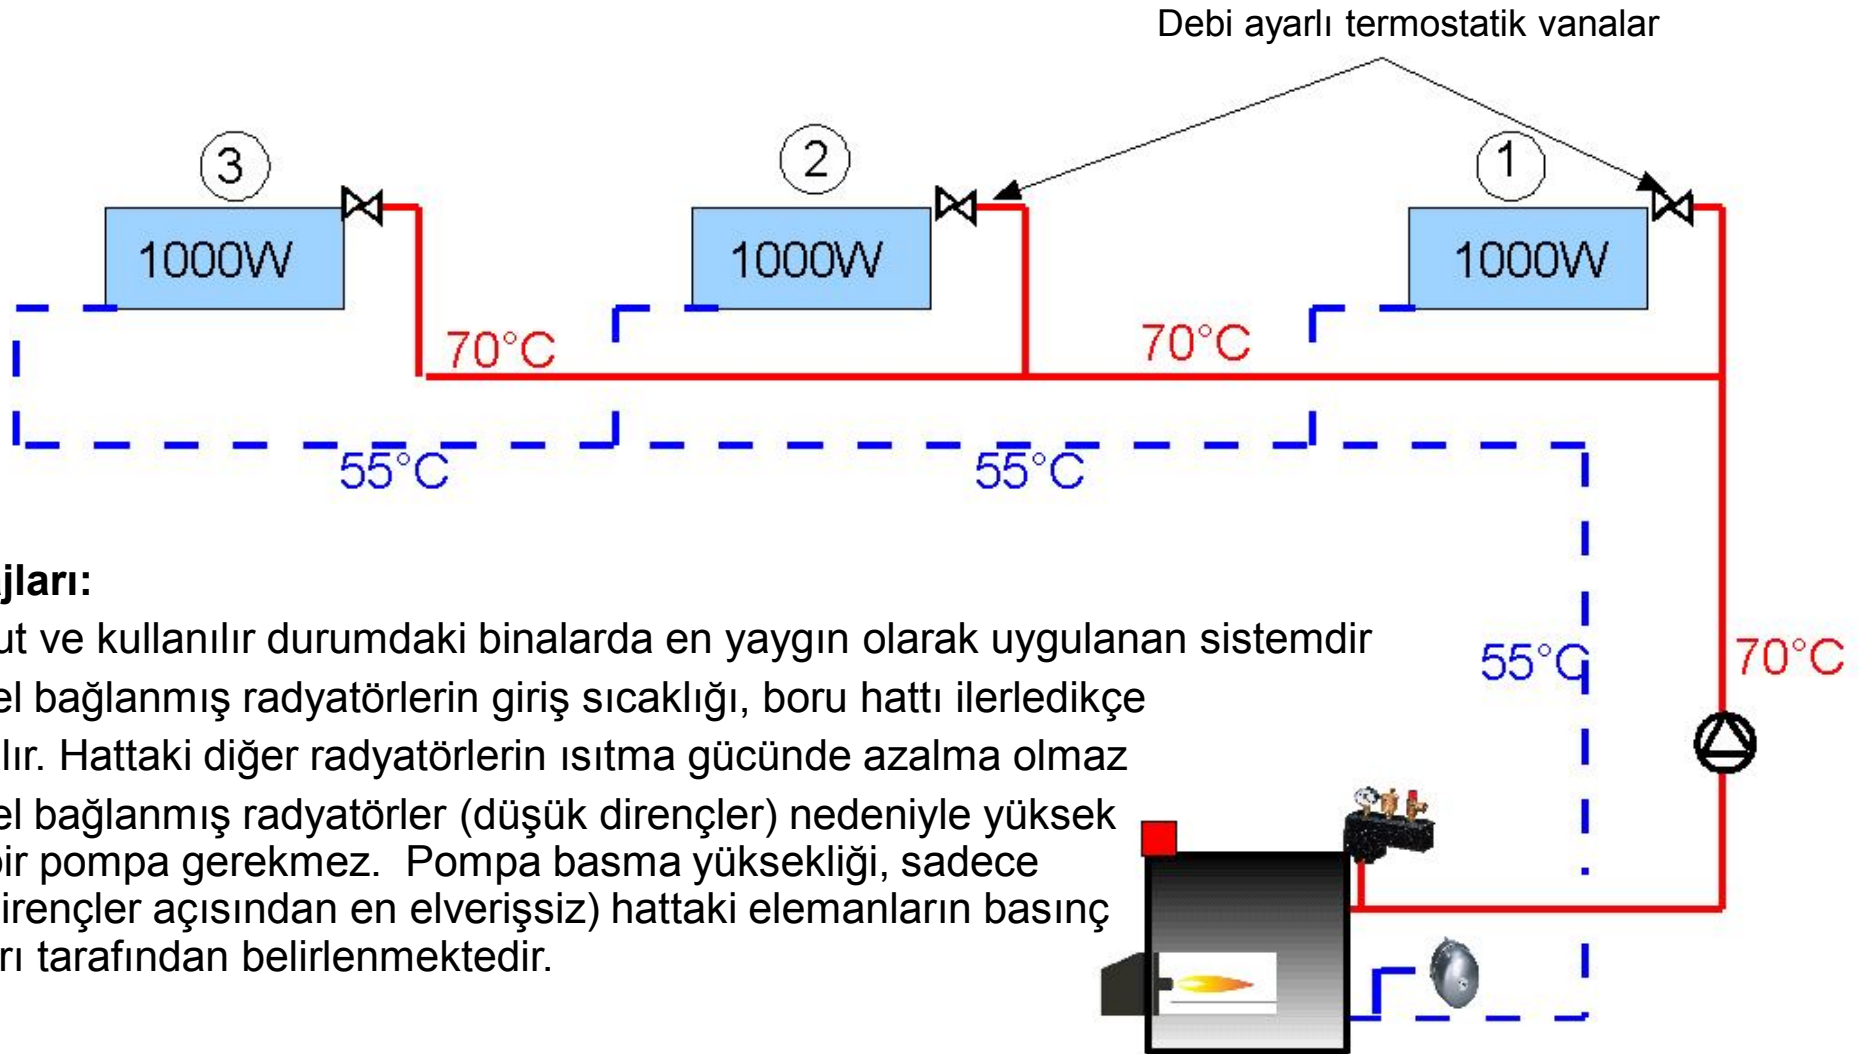 Debi ayarlı termostatik vanalar
3
2
1
1000W
1000W
1000W
70°C
70°C
55°C
55°C
jları:
ut ve kullanılır durumdaki binalarda en yaygın olarak uygulanan sistemdir
55°C
70°C
el bağlanmış radyatörlerin giriş sıcaklığı, boru hattı ilerledikçe
lır. Hattaki diğer radyatörlerin ısıtma gücünde azalma olmaz
el bağlanmış radyatörler (düşük dirençler) nedeniyle yüksek
bir pompa gerekmez. Pompa basma yüksekliği, sadece
dirençler açısından en elverişsiz) hattaki elemanların basınç
rı tarafından belirlenmektedir.